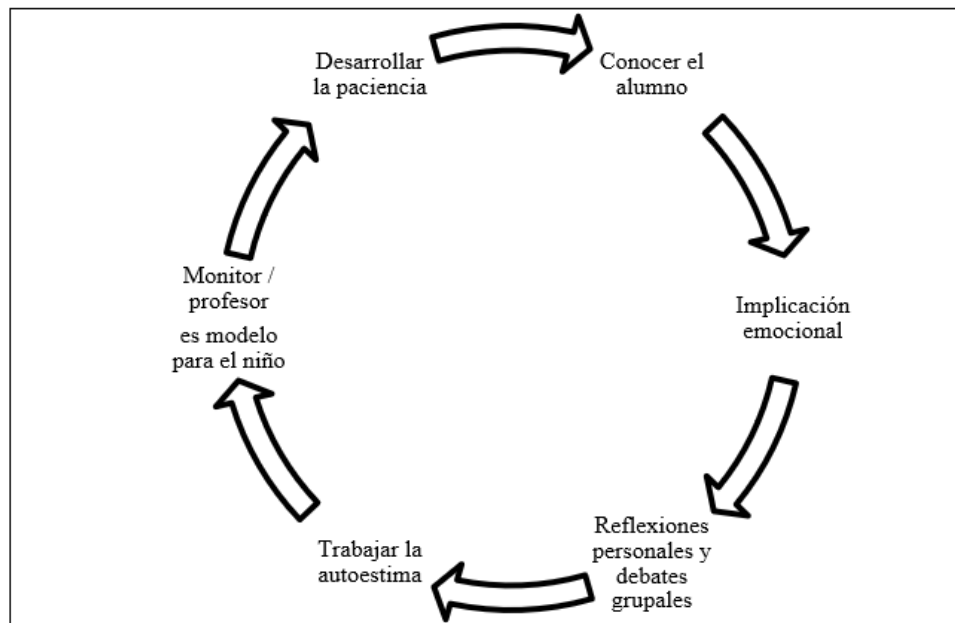 Desarrollar
la paciencia
Conocer el
alumno
Implicación
emocional
Reflexiones
personales y
debates
grupales
Trabajar la
autoestima
Monitor /
profesor
es modelo
para el niño